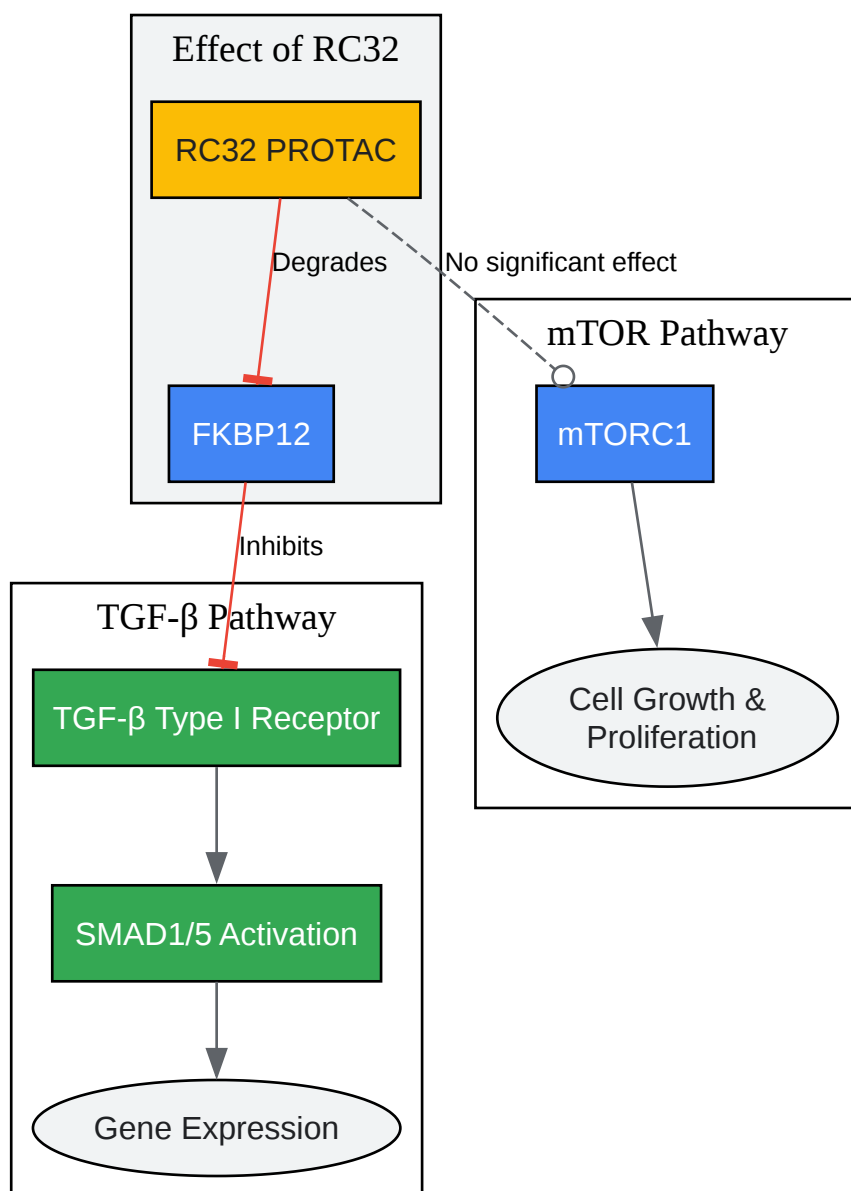 Effect of RC32
RC32 PROTAC
Degrades
No significant effect
mTOR Pathway
FKBP12
mTORC1
Inhibits
TGF-β Pathway
TGF-β Type I Receptor
Cell Growth &
Proliferation
SMAD1/5 Activation
Gene Expression